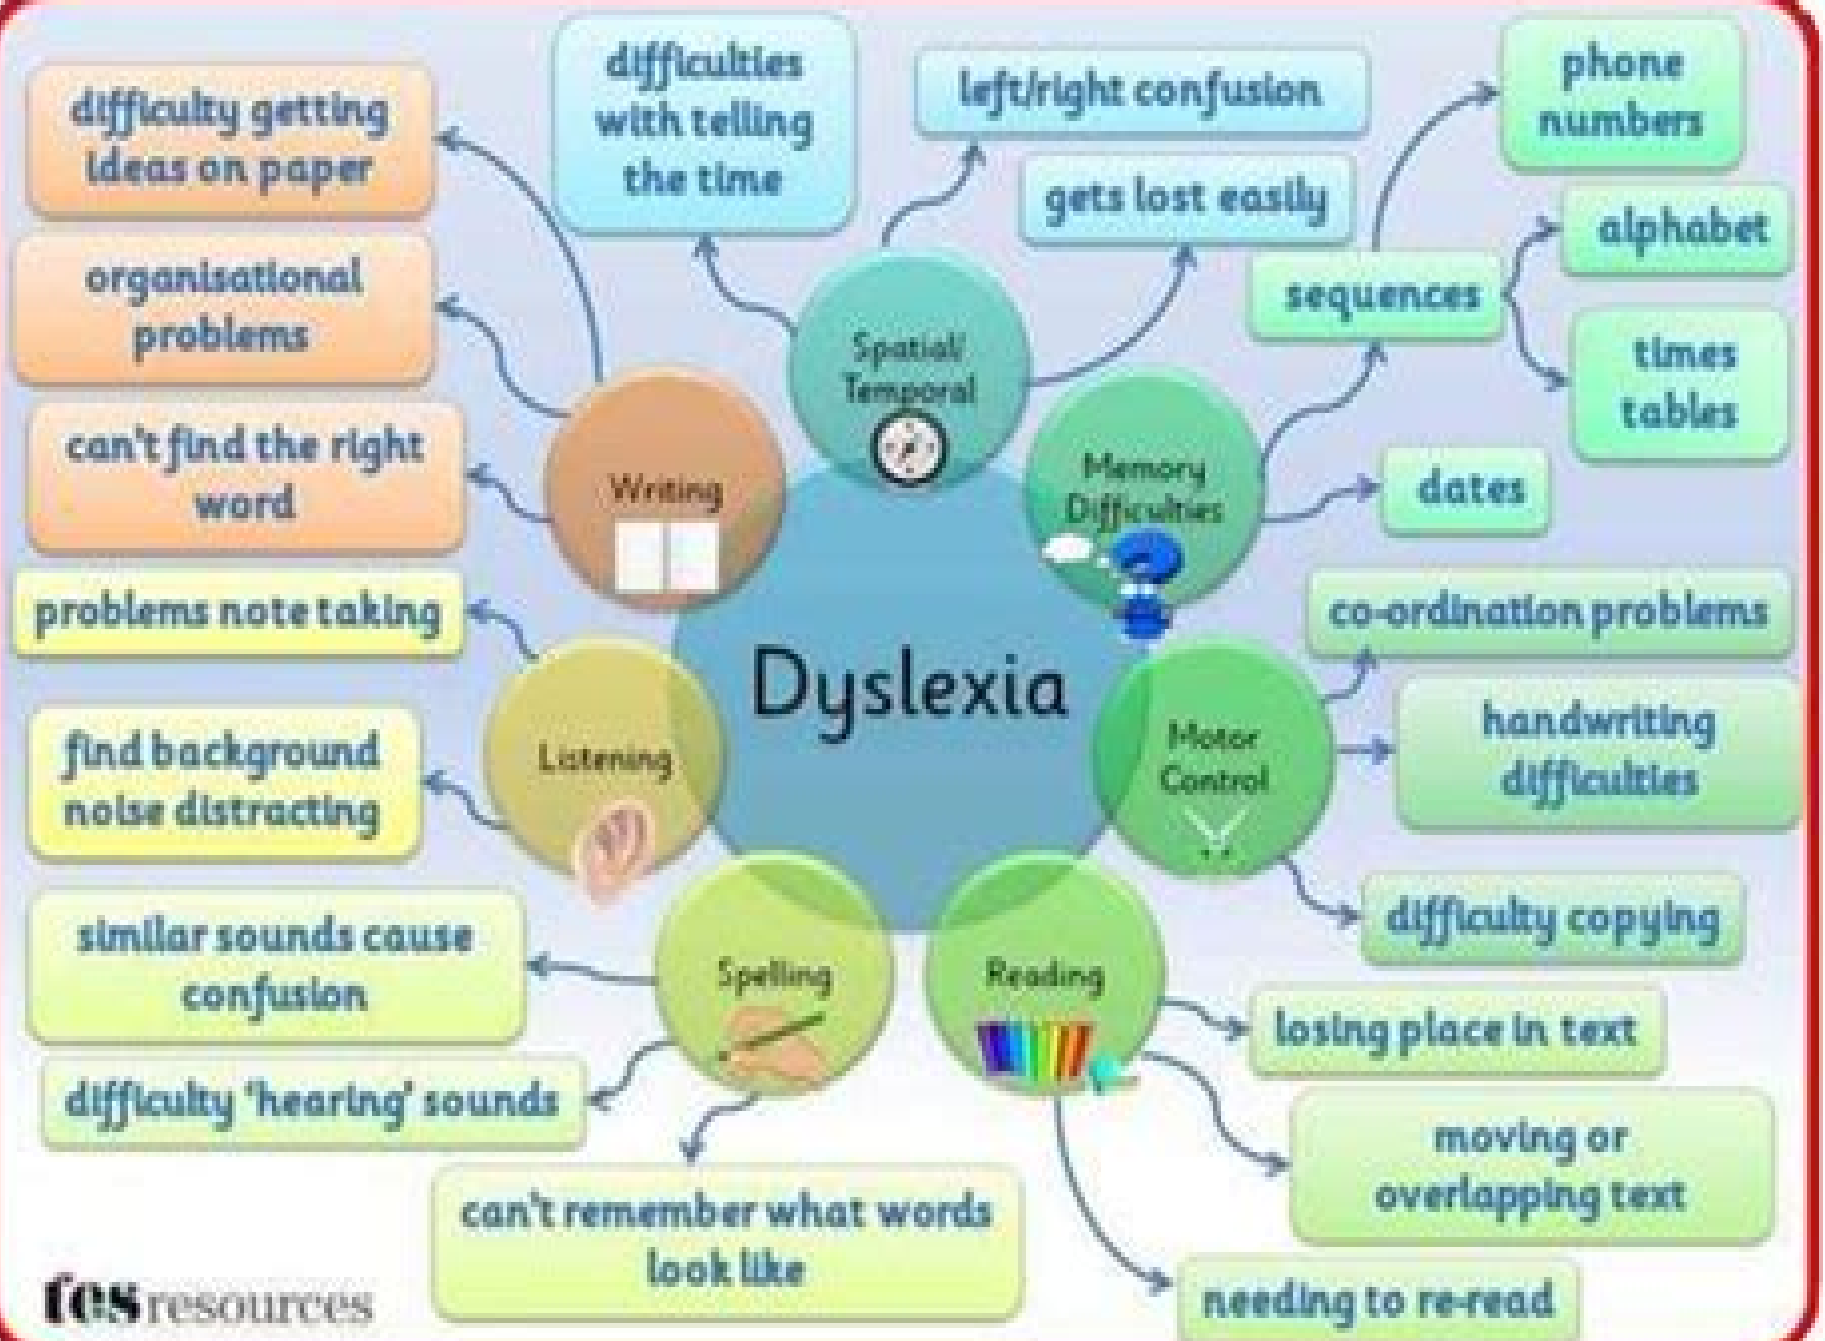 difficulty getting
ideas on paper
organisational
problems
can't find the right
word
Writing
difficulties
with telling
the time
left/right confusion
gets lost easily
Spatial/
Temporal
phone
numbers
alphabet
sequences
times
tables
dates
Memory
Difficulties
Dyslexia
problems note taking
find background
noise distracting
Listening
co-ordination problems
handwriting
difficulties
difficulty copying
Motor
Control
similar sounds cause
confusion
difficulty 'hearing' sounds
can't remember what words
look like
Spelling
Reading
losing place in text
moving or
overlapping text
needing to re-read
tes resources